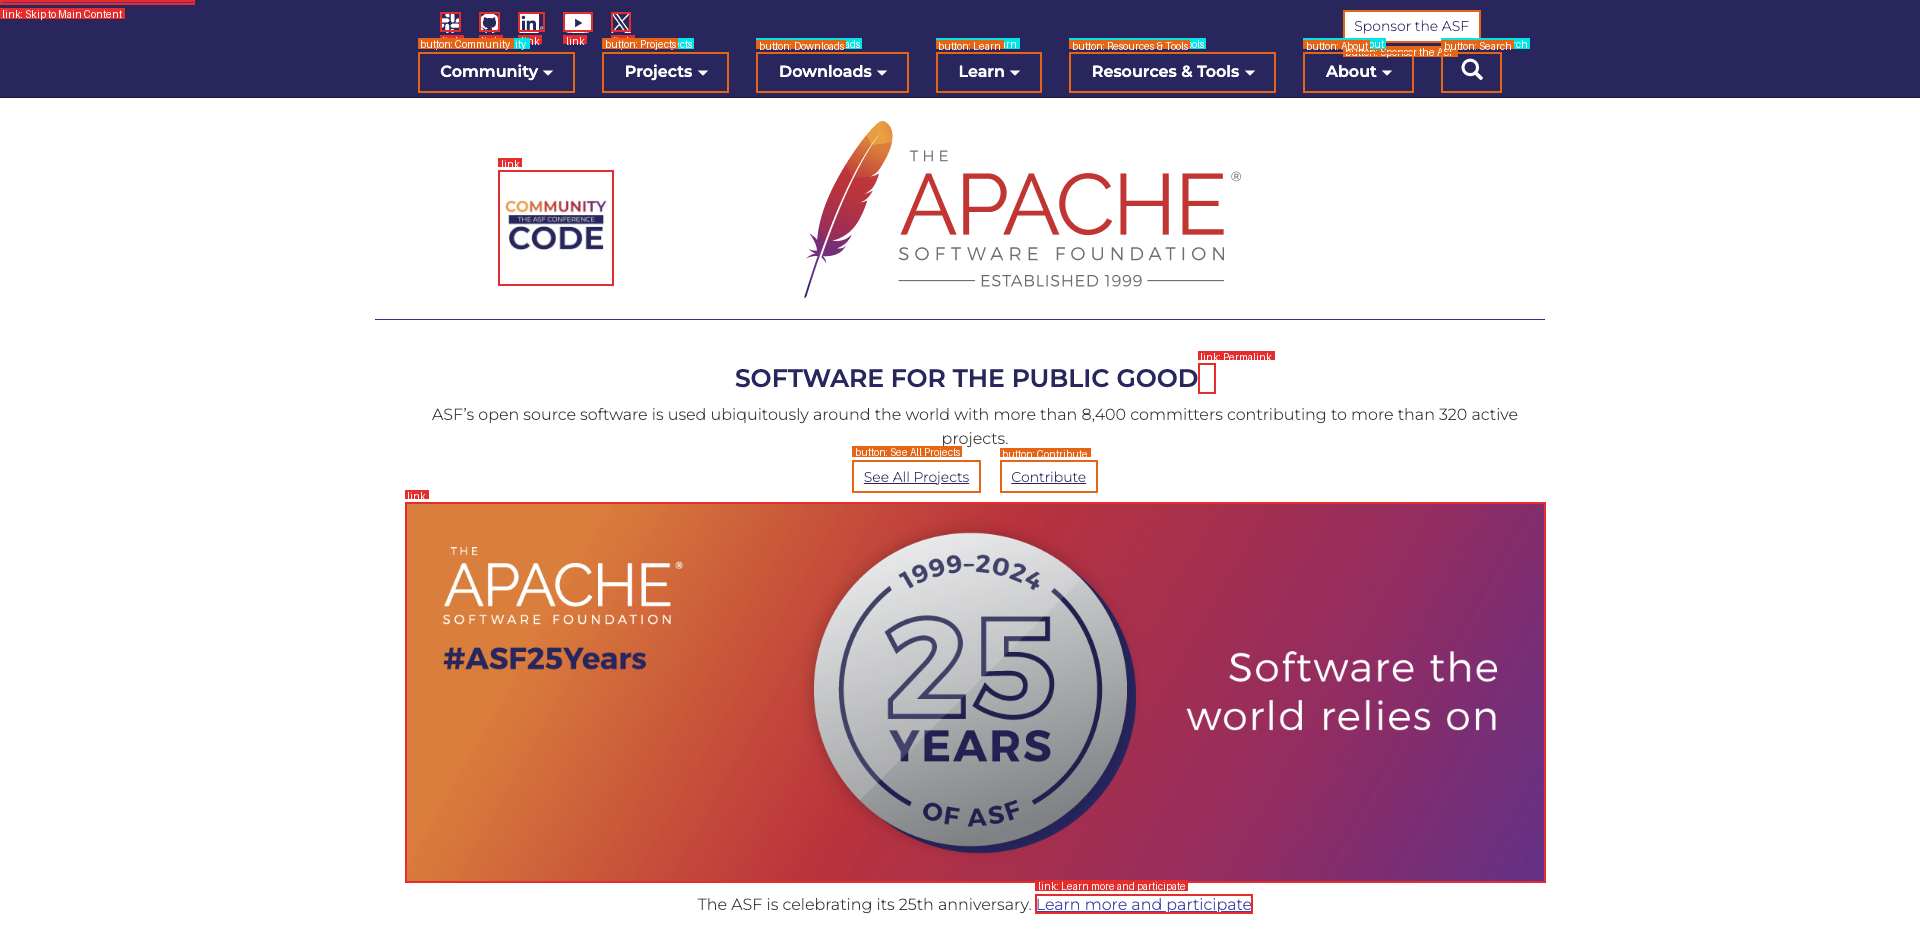 link: Skip to Main Content
link
Sponsor the ASF
button: Community
button: Projects
button: Downloads
button: Learn
button: Resources & Tools
button: About
button: Sponsor the ASF
button: Search
Community
Projects
Downloads
Learn
Resources & Tools
About
link
COMMUNITY
THE ASF CONFERENCE
CODE
THE
APACHE®
SOFTWARE FOUNDATION
ESTABLISHED 1999
link: Permalink
SOFTWARE FOR THE PUBLIC GOOD
ASF’s open source software is used ubiquitously around the world with more than 8,400 committers contributing to more than 320 active
projects.
button: See All Projects
button: Contribute
See All Projects
Contribute
link
THE
APACHE®
SOFTWARE FOUNDATION
#ASF25Years
1999–2024
25
YEARS
OF ASF
Software the
world relies on
link: Learn more and participate
The ASF is celebrating its 25th anniversary. Learn more and participate